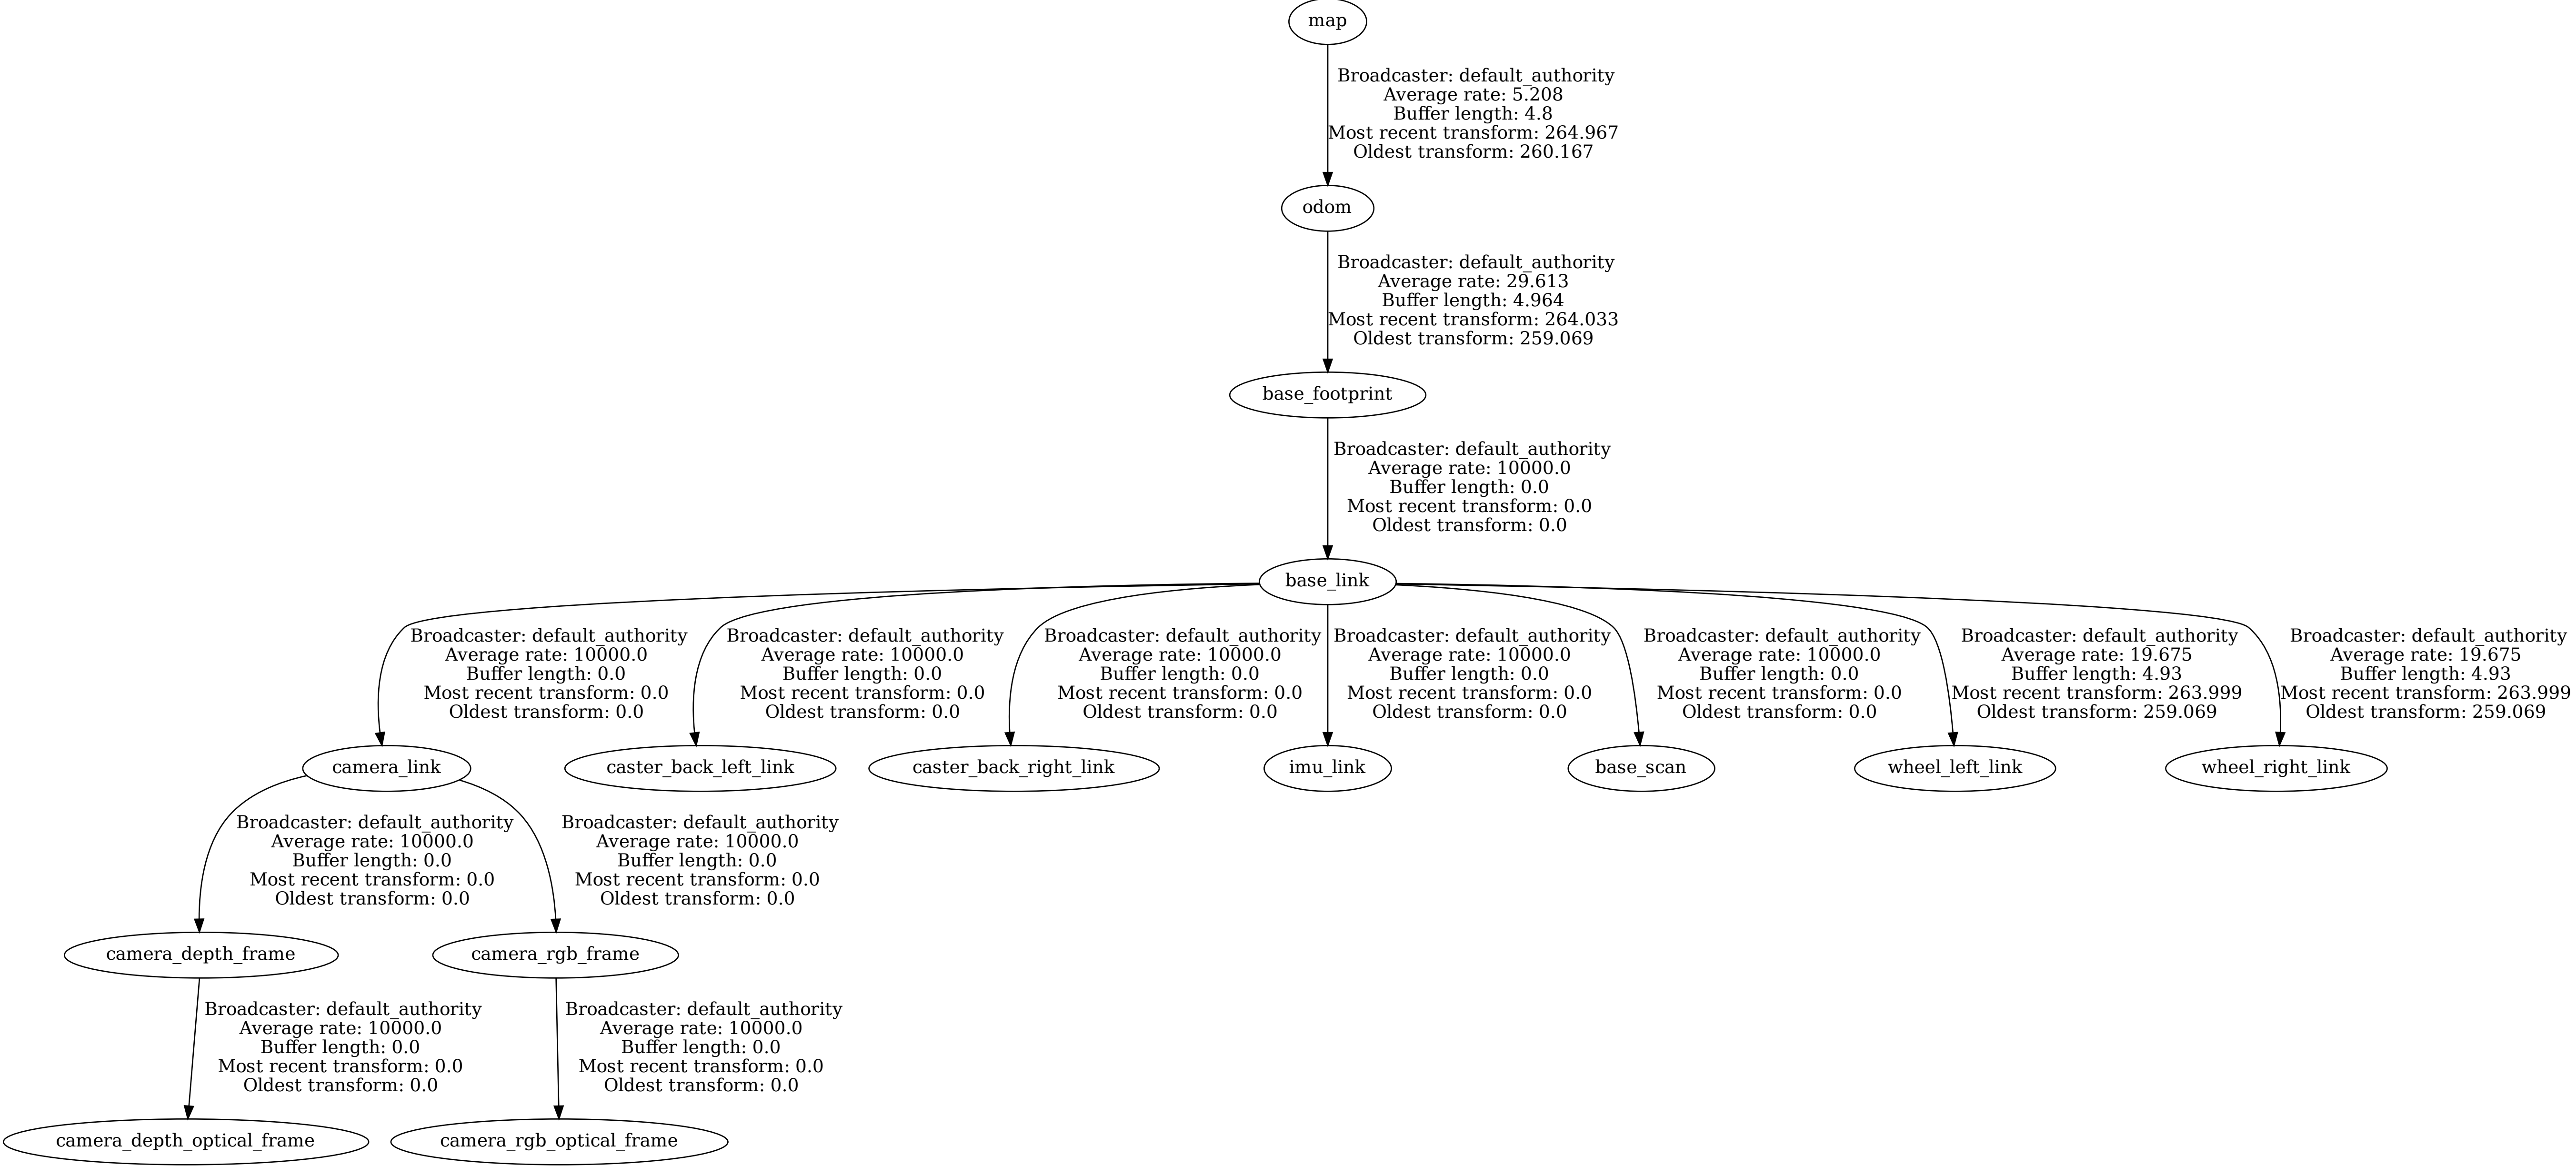 map
Broadcaster: default_authority
Average rate: 5.208
Buffer length: 4.8
Most recent transform: 264.967
Oldest transform: 260.167
odom
Broadcaster: default_authority
Average rate: 29.613
Buffer length: 4.964
Most recent transform: 264.033
Oldest transform: 259.069
base_footprint
Broadcaster: default_authority
Average rate: 10000.0
Buffer length: 0.0
Most recent transform: 0.0
Oldest transform: 0.0
base_link
Broadcaster: default_authority
Average rate: 10000.0
Buffer length: 0.0
Most recent transform: 0.0
Oldest transform: 0.0
Broadcaster: default_authority
Average rate: 10000.0
Buffer length: 0.0
Most recent transform: 0.0
Oldest transform: 0.0
Broadcaster: default_authority
Average rate: 10000.0
Buffer length: 0.0
Most recent transform: 0.0
Oldest transform: 0.0
Broadcaster: default_authority
Average rate: 10000.0
Buffer length: 0.0
Most recent transform: 0.0
Oldest transform: 0.0
Broadcaster: default_authority
Average rate: 10000.0
Buffer length: 0.0
Most recent transform: 0.0
Oldest transform: 0.0
Broadcaster: default_authority
Average rate: 19.675
Buffer length: 4.93
Most recent transform: 263.999
Oldest transform: 259.069
Broadcaster: default_authority
Average rate: 19.675
Buffer length: 4.93
Most recent transform: 263.999
Oldest transform: 259.069
camera_link
caster_back_left_link
caster_back_right_link
imu_link
base_scan
wheel_left_link
wheel_right_link
Broadcaster: default_authority
Average rate: 10000.0
Buffer length: 0.0
Most recent transform: 0.0
Oldest transform: 0.0
Broadcaster: default_authority
Average rate: 10000.0
Buffer length: 0.0
Most recent transform: 0.0
Oldest transform: 0.0
camera_depth_frame
camera_rgb_frame
Broadcaster: default_authority
Average rate: 10000.0
Buffer length: 0.0
Most recent transform: 0.0
Oldest transform: 0.0
Broadcaster: default_authority
Average rate: 10000.0
Buffer length: 0.0
Most recent transform: 0.0
Oldest transform: 0.0
camera_depth_optical_frame
camera_rgb_optical_frame